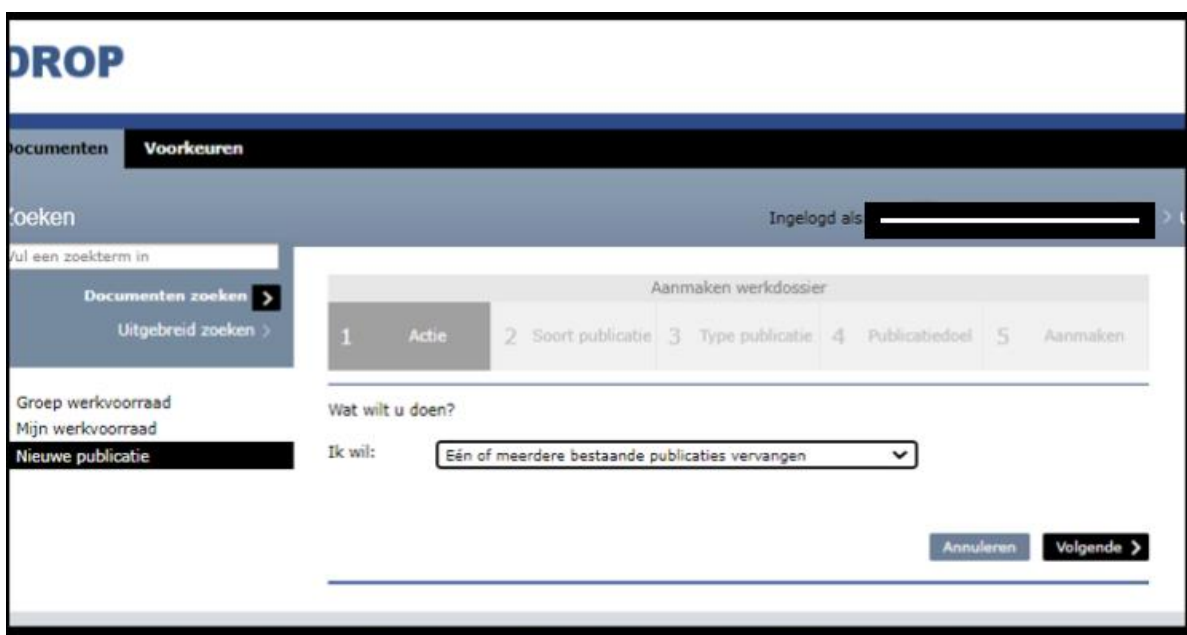 DROP
Documenten Voorkeuren
Zoeken
Ingelogd als
Vul een zoekterm in
Documenten zoeken
Uitgebreid zoeken
Aanmaken werkdossier
1 Actie 2 Soort publicatie 3 Type publicatie 4 Publicatiedoel 5 Aanmaken
Groep werkvoorraad
Mijn werkvoorraad
Nieuwe publicatie
Wat wilt u doen?
Ik wil: Eén of meerdere bestaande publicaties vervangen
Annuleren Volgende